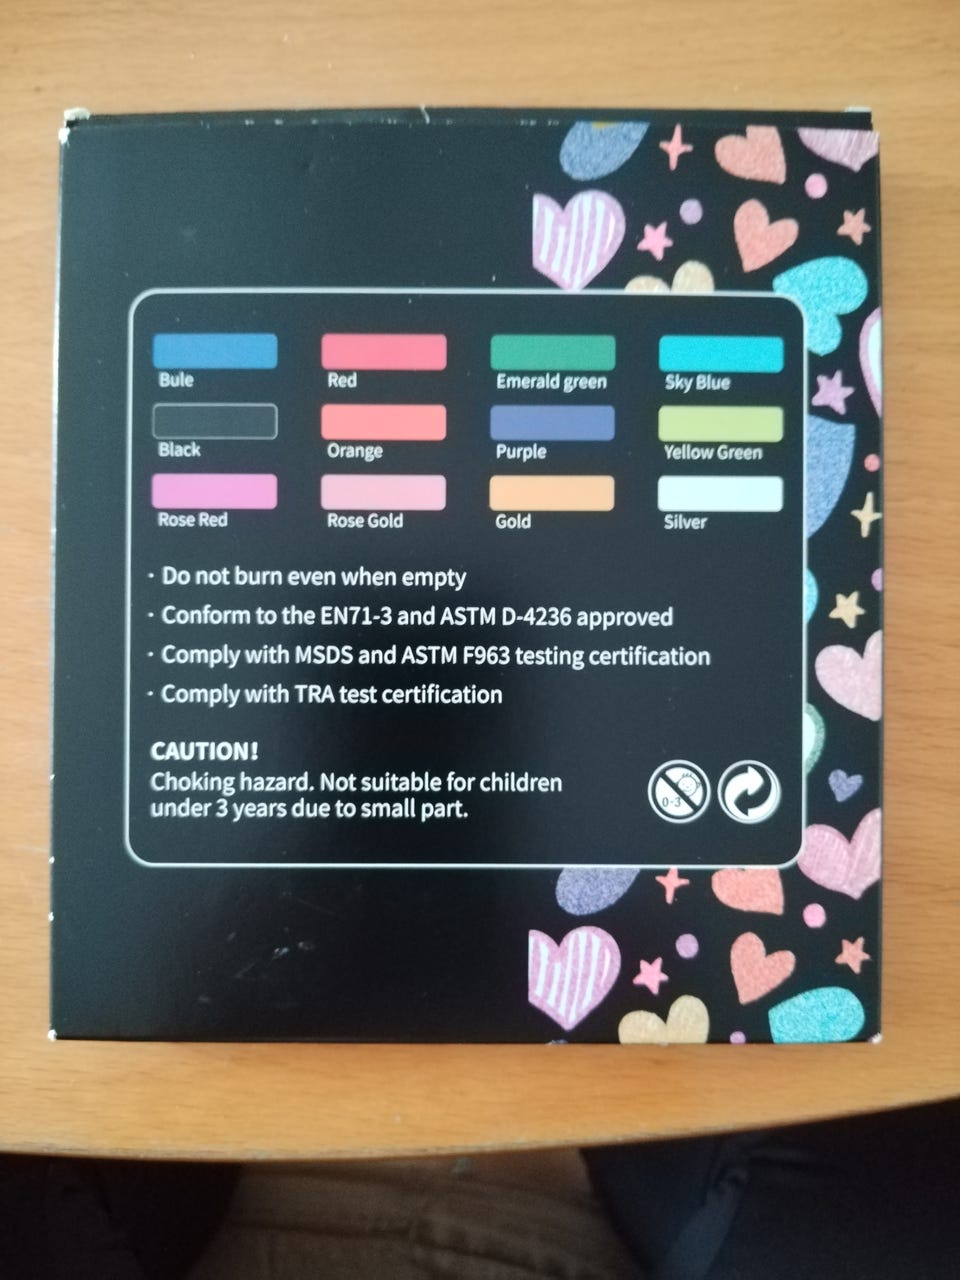 Bule Red Emerald green Sky Blue
Black Orange Purple Yellow Green
Rose Red Rose Gold Gold Silver
· Do not burn even when empty
· Conform to the EN71-3 and ASTM D-4236 approved
· Comply with MSDS and ASTM F963 testing certification
· Comply with TRA test certification
CAUTION!
Choking hazard. Not suitable for children
under 3 years due to small part.
0-3